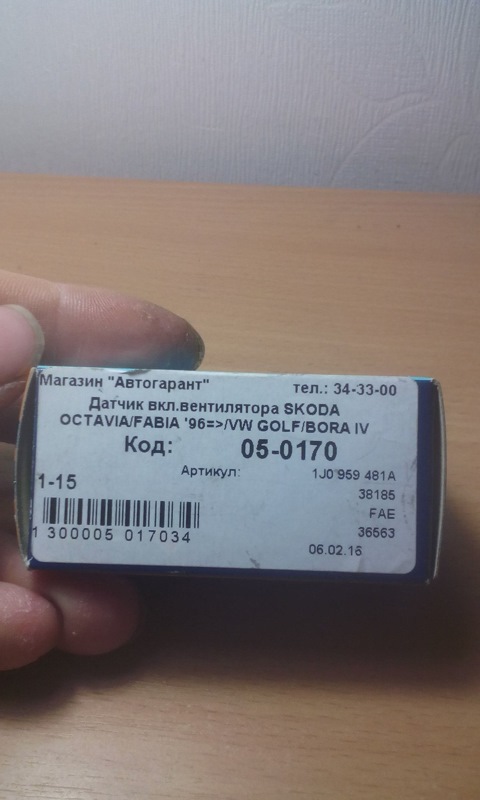 Магазин "Автогарант" тел.: 34-33-00
Датчик вкл.вентилятора SKODA
OCTAVIA/FABIA '96=>/VW GOLF/BORA IV
Код: 05-0170
Артикул: 1J0 959 481A
1-15
38185
FAE
36563
1 300005 017034
06.02.16